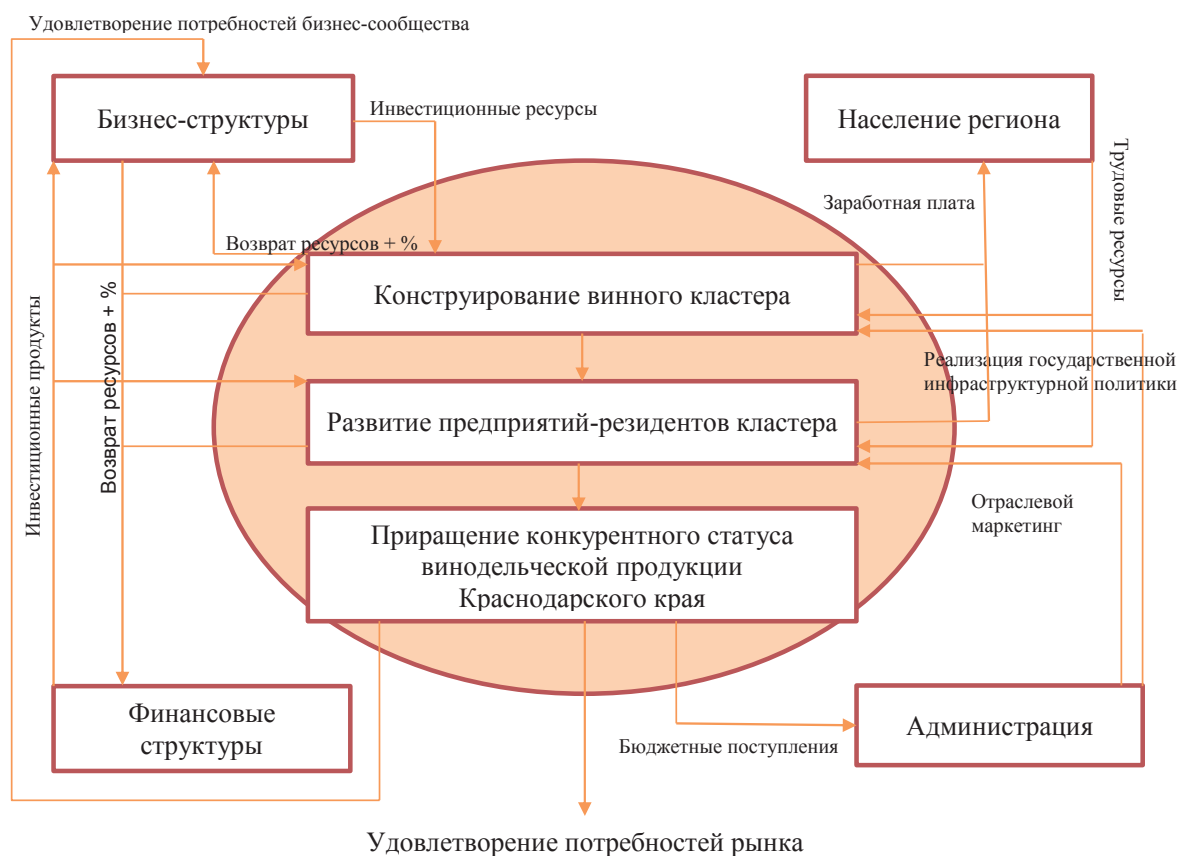 Удовлетворение потребностей бизнес-сообщества
Бизнес-структуры
Инвестиционные ресурсы
Население региона
Трудовые ресурсы
Заработная плата
Возврат ресурсов + %
Конструирование винного кластера
Инвестиционные продукты
Возврат ресурсов + %
Реализация государственной
инфраструктурной политики
Развитие предприятий-резидентов кластера
Отраслевой
маркетинг
Приращение конкурентного статуса
винодельческой продукции
Краснодарского края
Финансовые
структуры
Бюджетные поступления
Администрация
Удовлетворение потребностей рынка